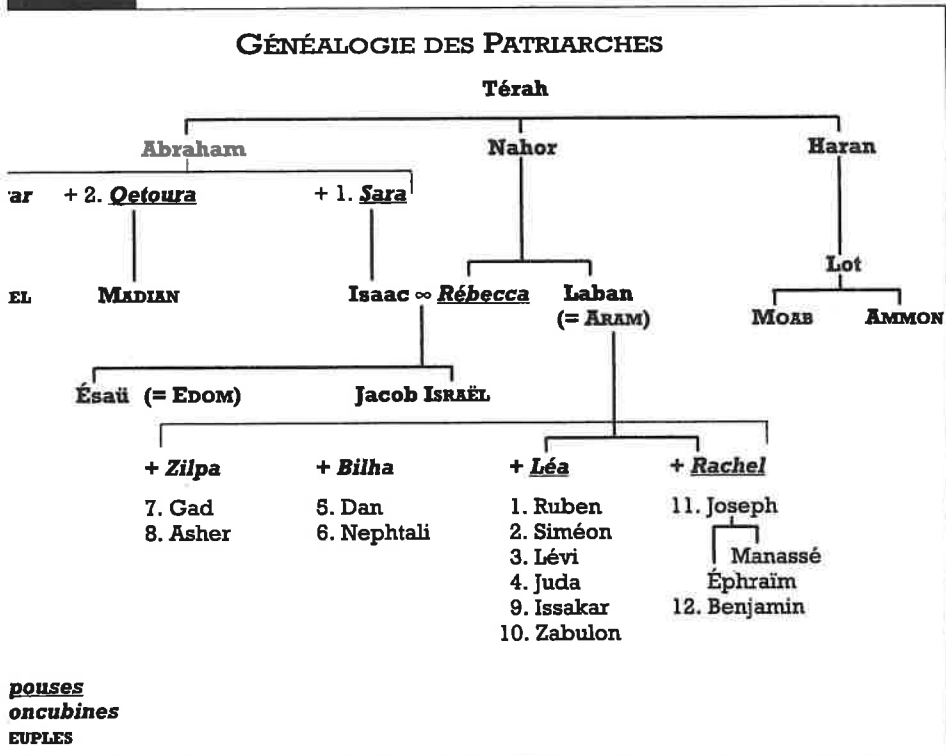 GÉNÉALOGIE DES PATRIARCHES
Térah
Abraham Nahor Haran
ar + 2. Qetoura + 1. Sara
Lot
EL MADIAN Isaac ∞ Rébecca Laban
(= ARAM) MOAB AMMON
Ésaü (= EDOM) Jacob ISRAËL
+ Zilpa + Bilha + Léa + Rachel
7. Gad 5. Dan 1. Ruben 11. Joseph
8. Asher 6. Nephtali 2. Siméon
3. Lévi Manassé
4. Juda Éphraïm
9. Issakar 12. Benjamin
10. Zabulon
pouses
oncubines
EUPLES